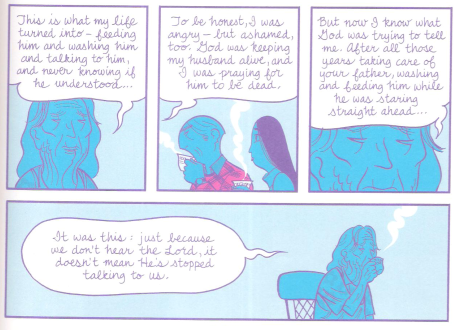 This is what my life
turned into – feeding
him and washing him
and talking to him,
and never knowing if
he understood...
To be honest, I was
angry – but ashamed,
too. God was keeping
my husband alive, and
I was praying for
him to be dead.
But now I know what
God was trying to tell
me. After all those
years taking care of
your father, washing
and feeding him while
he was staring
straight ahead...
It was this: just because
we don't hear the Lord, it
doesn't mean He's stopped
talking to us.